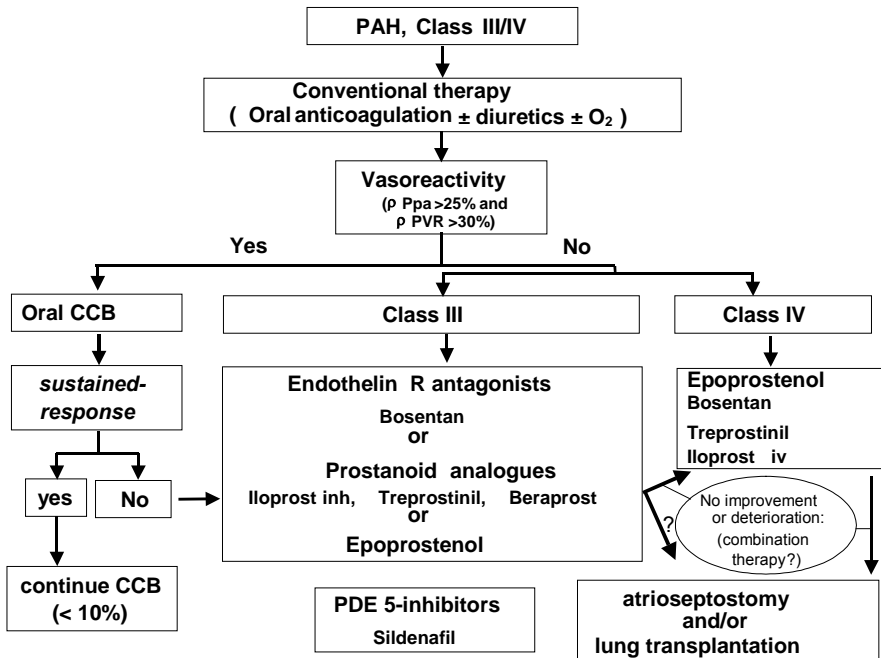 PAH, Class III/IV
Conventional therapy
( Oral anticoagulation ± diuretics ± O₂ )
Vasoreactivity
(ρ Ppa >25% and
ρ PVR >30%)
Yes
No
Oral CCB
Class III
Class IV
sustained-
response
Endothelin R antagonists
Bosentan
or
Prostanoid analogues
Iloprost inh, Treprostinil, Beraprost
or
Epoprostenol
Epoprostenol
Bosentan
Treprostinil
Iloprost iv
yes
No
?
No improvement
or deterioration:
(combination
therapy?)
continue CCB
(< 10%)
PDE 5-inhibitors
Sildenafil
atrioseptostomy
and/or
lung transplantation